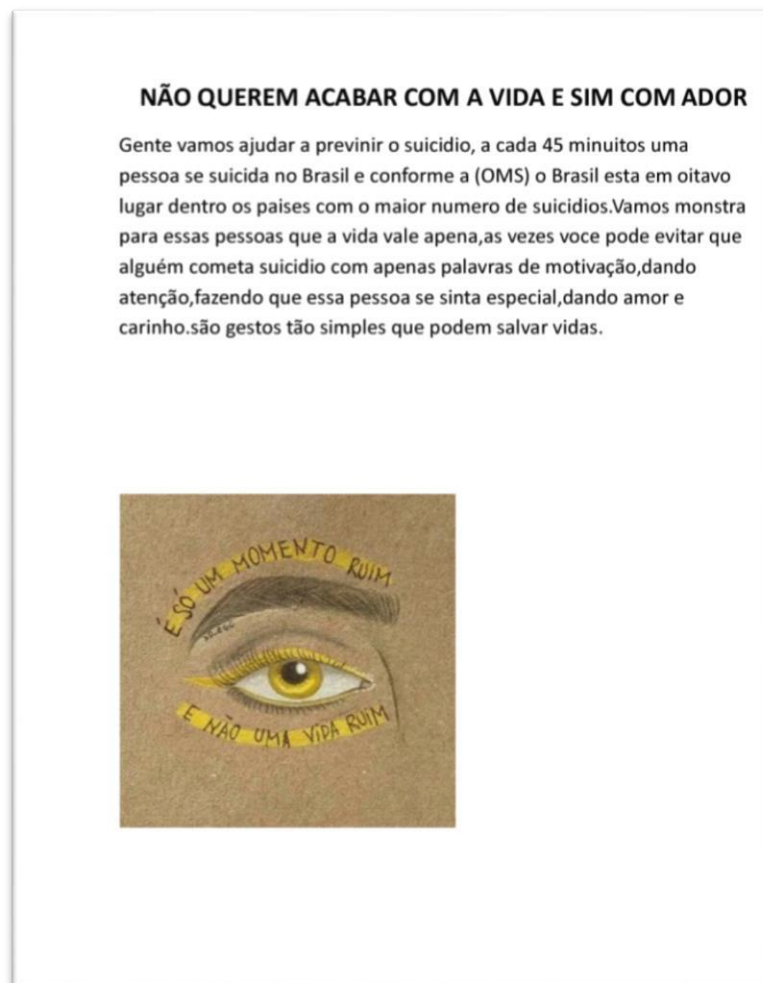 NÃO QUEREM ACABAR COM A VIDA E SIM COM ADOR
Gente vamos ajudar a previnir o suicidio, a cada 45 minuitos uma
pessoa se suicida no Brasil e conforme a (OMS) o Brasil esta em oitavo
lugar dentro os paises com o maior numero de suicidios.Vamos monstra
para essas pessoas que a vida vale apena,as vezes voce pode evitar que
alguém cometa suicidio com apenas palavras de motivação,dando
atenção,fazendo que essa pessoa se sinta especial,dando amor e
carinho.são gestos tão simples que podem salvar vidas.
É SÓ UM MOMENTO RUIM
E NÃO UMA VIDA RUIM